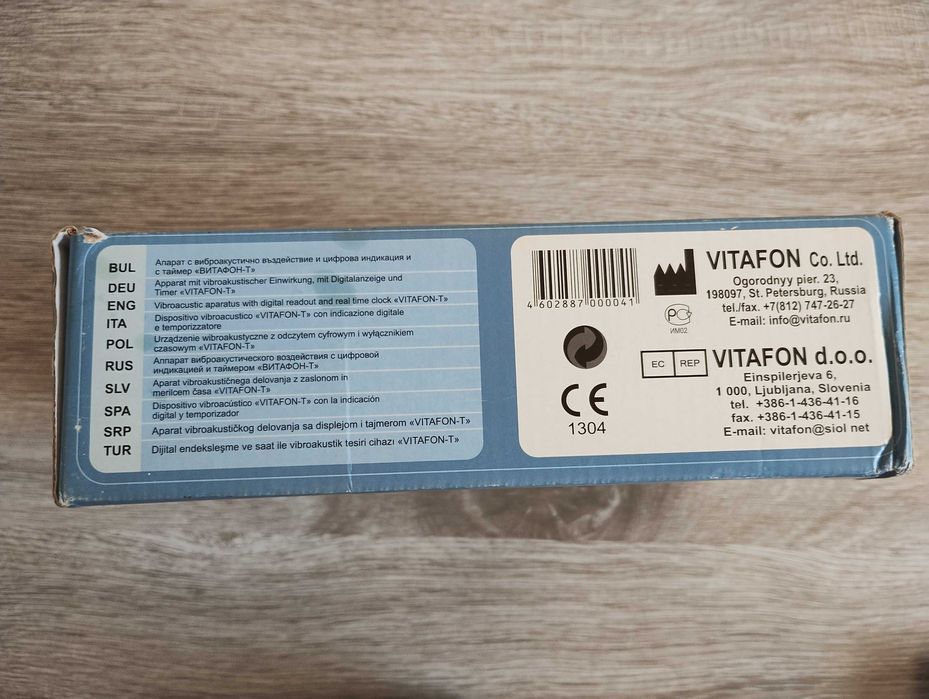 BUL Апарат с виброакустично въздействие и цифрова индикация и
с таймер «ВИТАФОН-Т»
DEU Apparat mit vibroakustischer Einwirkung, mit Digitalanzeige und
Timer «VITAFON-T»
ENG Vibroacustic apparatus with digital readout and real time clock «VITAFON-T»
ITA Dispositivo vibroacustico «VITAFON-T» con indicazione digitale
e temporizzatore
POL Urządzenie wibroakustyczne z odczytem cyfrowym i wyłącznikiem
czasowym «VITAFON-T»
RUS Аппарат виброакустического воздействия с цифровой
индикацией и таймером «ВИТАФОН-Т»
SLV Aparat vibroakustičnega delovanja z zaslonom in
merilcem časa «VITAFON-T»
SPA Dispositivo vibroacústico «VITAFON-T» con la indicación
digital y temporizador
SRP Aparat vibroakustičkog delovanja sa displejom i tajmerom «VITAFON-T»
TUR Dijital endeksleşme ve saat ile vibroakustik tesiri cihazı «VITAFON-T»
4 602887 000041
РС
ИМ02
CE
1304
VITAFON Co. Ltd.
Ogorodnyy pier. 23,
198097, St. Petersburg, Russia
tel./fax. +7(812) 747-26-27
E-mail: info@vitafon.ru
EC REP
VITAFON d.o.o.
Einspilerjeva 6,
1 000, Ljubljana, Slovenia
tel. +386-1-436-41-16
fax. +386-1-436-41-15
E-mail: vitafon@siol net